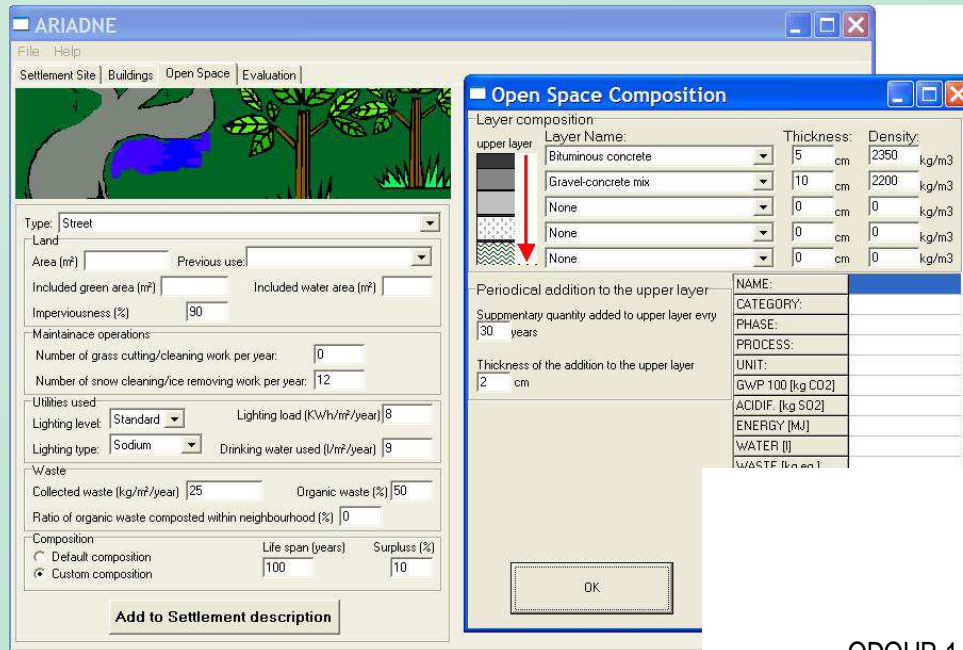 ARIADNE
File Help
Settlement Site Buildings Open Space Evaluation
Type: Street
Land
Area (m²) Previous use:
Included green area (m²) Included water area (m²)
Imperviousness (%) 90
Maintainace operations
Number of grass cutting/cleaning work per year: 0
Number of snow cleaning/ice removing work per year: 12
Utilities used
Lighting level: Standard Lighting load (KWh/m²/year) 8
Lighting type: Sodium Drinking water used (l/m²/year) 9
Waste
Collected waste (kg/m²/year) 25 Organic waste (%) 50
Ratio of organic waste composted within neighbourhood (%) 0
Composition
Default composition
Custom composition
Life span (years) Surpluss (%)
100 10
Add to Settlement description
Open Space Composition
Layer composition
upper layer Layer Name: Thickness: Density:
Bituminous concrete 5 cm 2350 kg/m3
Gravel-concrete mix 10 cm 2200 kg/m3
None 0 cm 0 kg/m3
None 0 cm 0 kg/m3
None 0 cm 0 kg/m3
Periodical addition to the upper layer
Suppmentary quantity added to upper layer evry
30 years
Thickness of the addition to the upper layer
2 cm
NAME:
CATEGORY:
PHASE:
PROCESS:
UNIT:
GWP 100 [kg CO2]
ACIDIF. [kg SO2]
ENERGY [MJ]
WATER [l]
WASTE [kg eq.]
OK